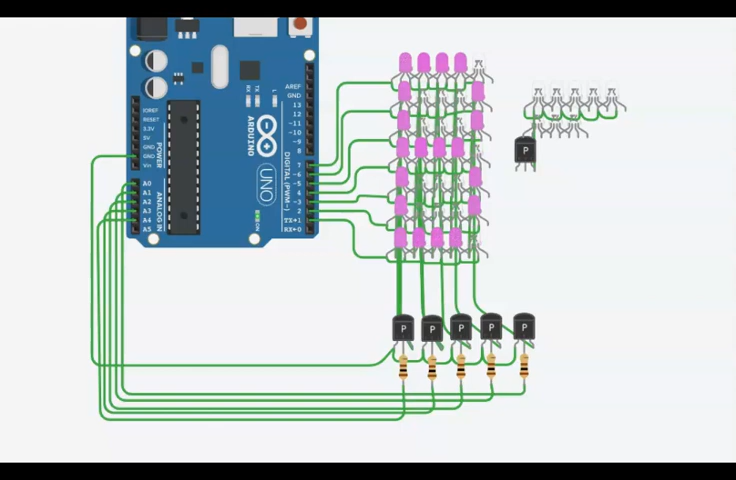 AREF
GND
13
12
~11
~10
~9
8
7
~6
~5
4
~3
2
TX→1
RX←0
DIGITAL (PWM~)
IOREF
RESET
3.3V
5V
GND
GND
Vin
POWER
A0
A1
A2
A3
A4
A5
ANALOG IN
RX
TX
L
ARDUINO
UNO
ON
P
P
P
P
P
P